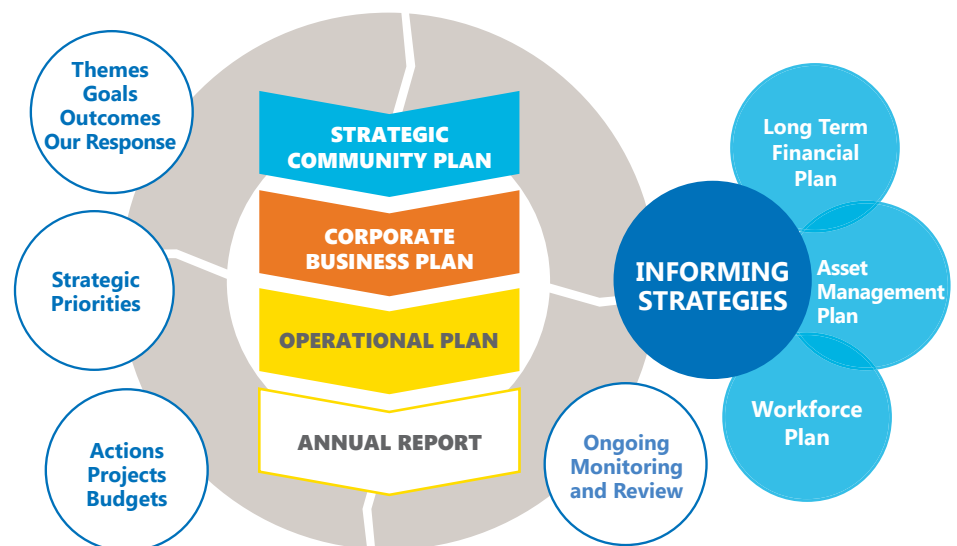 Themes
Goals
Outcomes
Our Response
Strategic
Priorities
Actions
Projects
Budgets
STRATEGIC
COMMUNITY PLAN
CORPORATE
BUSINESS PLAN
OPERATIONAL PLAN
ANNUAL REPORT
Ongoing
Monitoring
and Review
INFORMING
STRATEGIES
Long Term
Financial
Plan
Asset
Management
Plan
Workforce
Plan